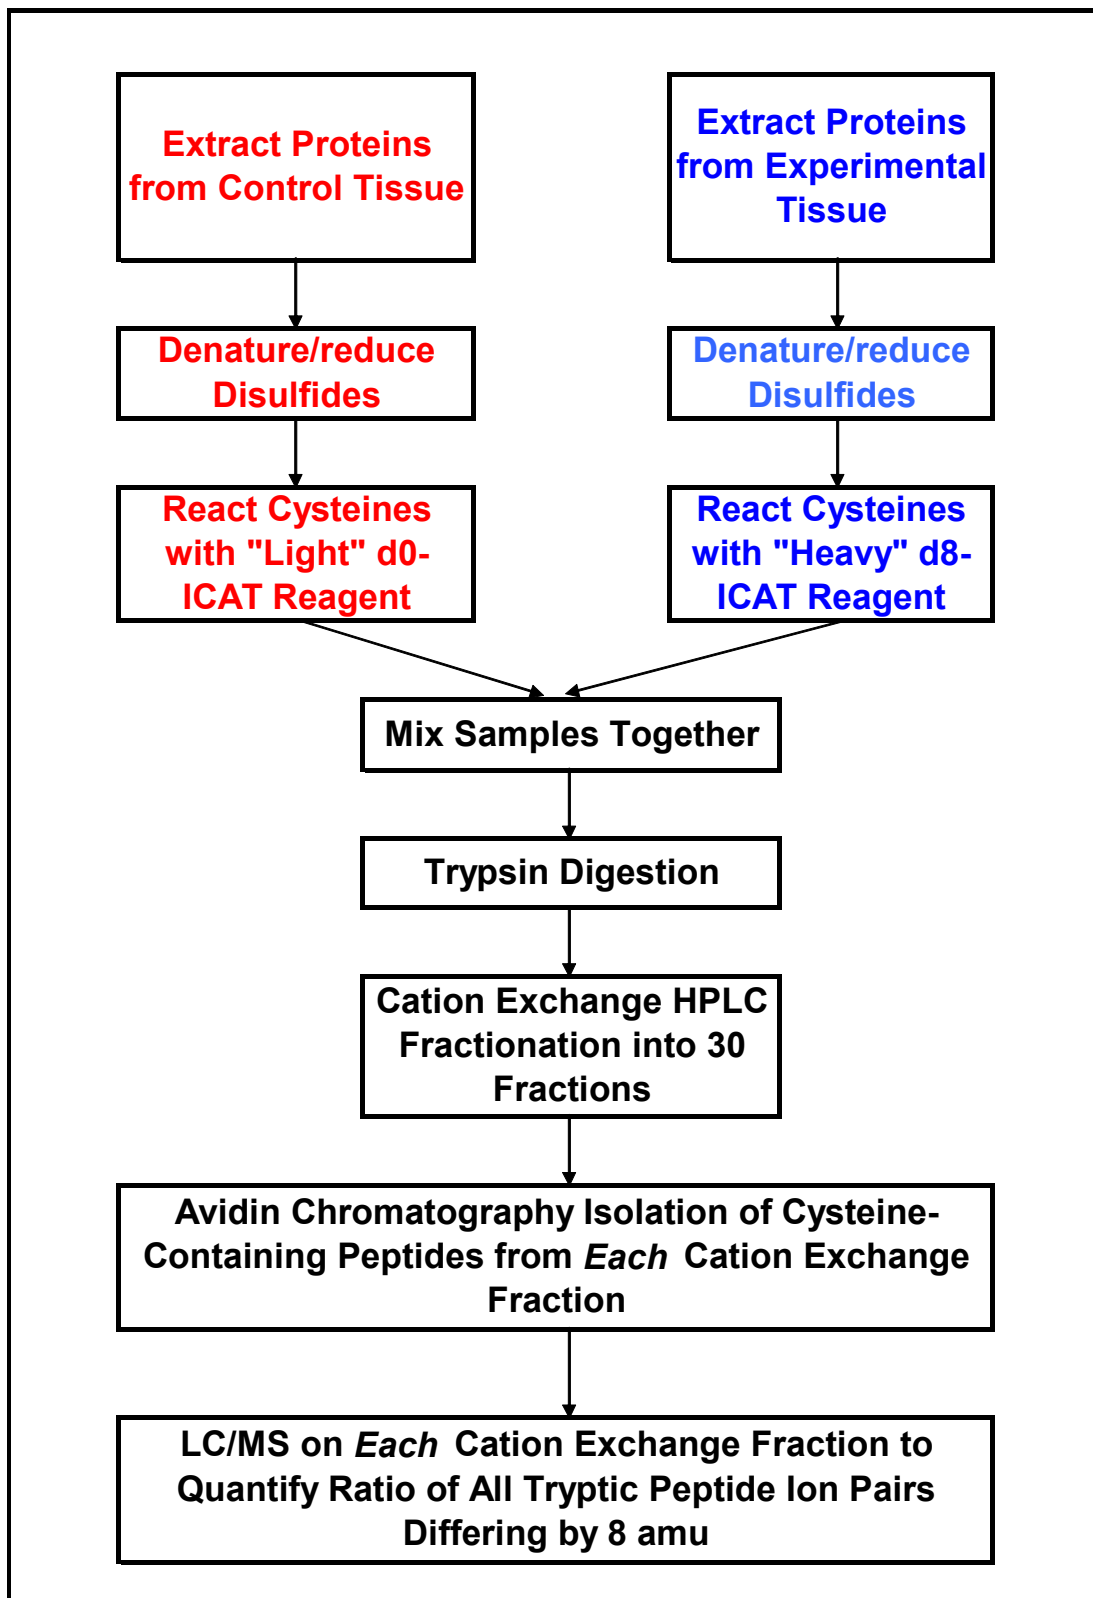 Extract Proteins
from Control Tissue
Extract Proteins
from Experimental
Tissue
Denature/reduce
Disulfides
Denature/reduce
Disulfides
React Cysteines
with "Light" d0-
ICAT Reagent
React Cysteines
with "Heavy" d8-
ICAT Reagent
Mix Samples Together
Trypsin Digestion
Cation Exchange HPLC
Fractionation into 30
Fractions
Avidin Chromatography Isolation of Cysteine-
Containing Peptides from Each Cation Exchange
Fraction
LC/MS on Each Cation Exchange Fraction to
Quantify Ratio of All Tryptic Peptide Ion Pairs
Differing by 8 amu